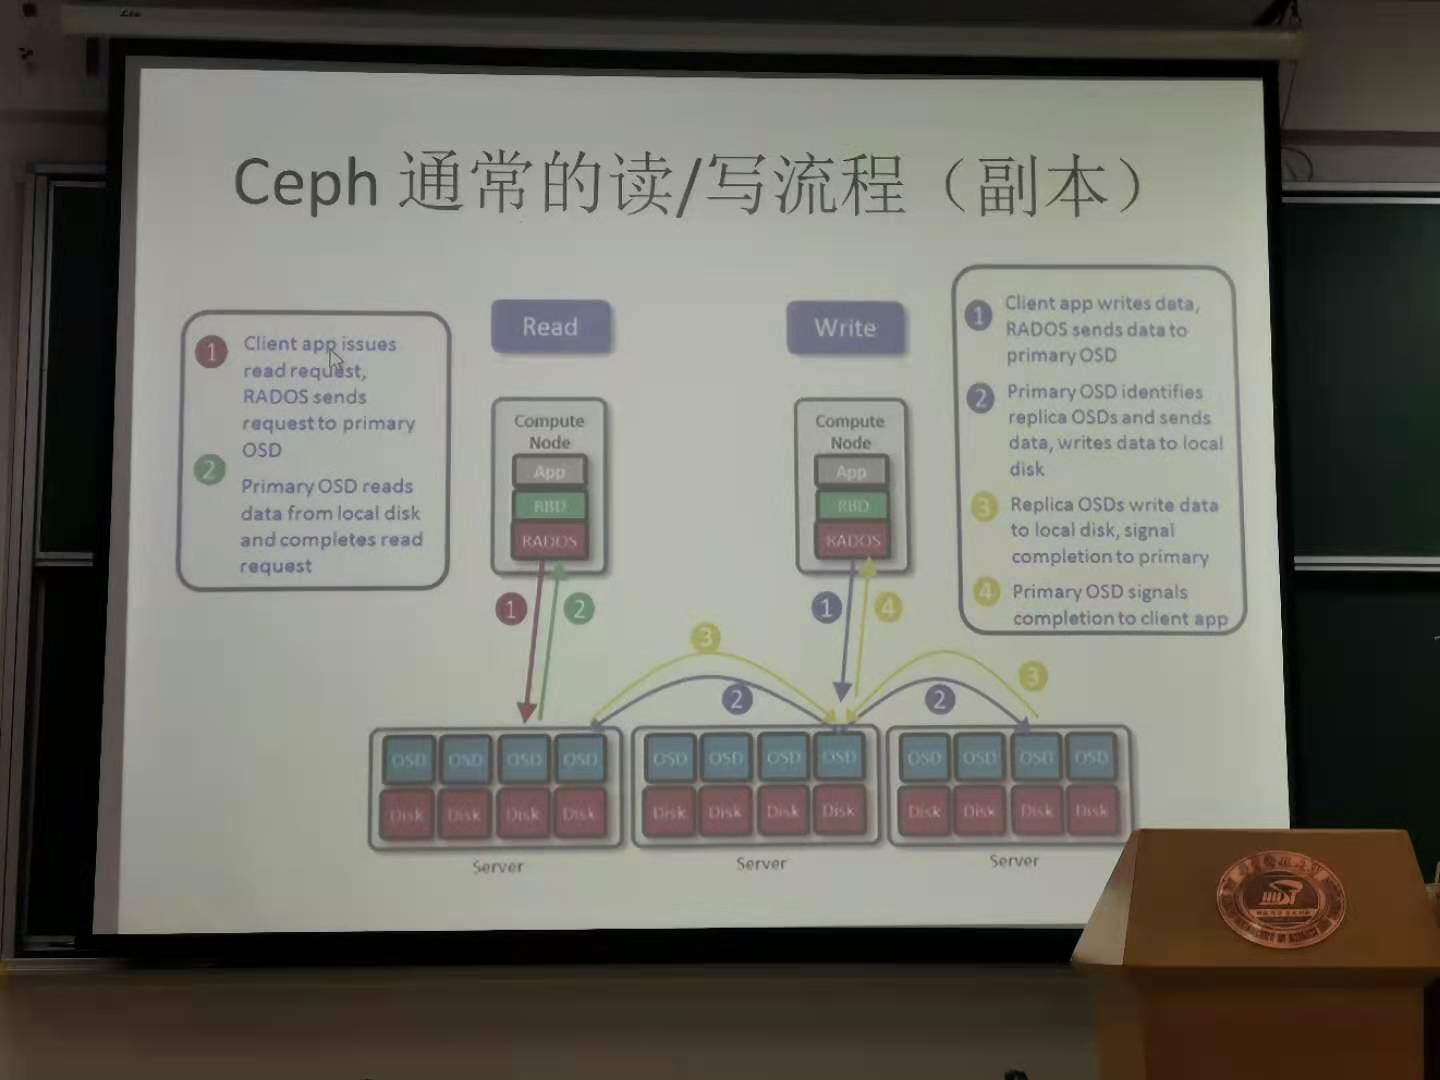 Ceph 通常的读/写流程（副本）
Read
Write
1 Client app issues
read request,
RADOS sends
request to primary
OSD
2 Primary OSD reads
data from local disk
and completes read
request
Compute
Node
App
RBD
RADOS
1
2
Compute
Node
App
RBD
RADOS
1
4
1 Client app writes data,
RADOS sends data to
primary OSD
2 Primary OSD identifies
replica OSDs and sends
data, writes data to local
disk
3 Replica OSDs write data
to local disk, signal
completion to primary
4 Primary OSD signals
completion to client app
3
2
2
3
OSD OSD OSD OSD
Disk Disk Disk Disk
Server
OSD OSD OSD OSD
Disk Disk Disk Disk
Server
OSD OSD OSD OSD
Disk Disk Disk Disk
Server